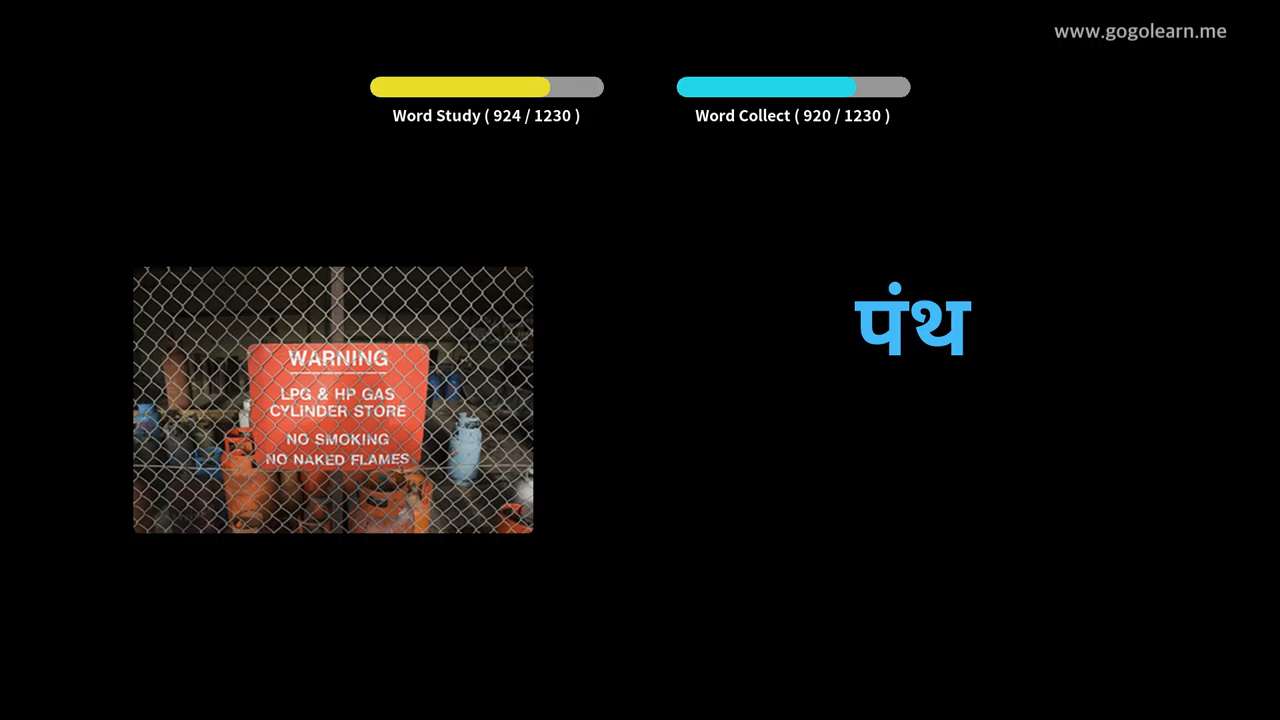 www.gogolearn.me
Word Study ( 924 / 1230 )
Word Collect ( 920 / 1230 )
WARNING
LPG & HP GAS
CYLINDER STORE
NO SMOKING
NO NAKED FLAMES
पंथ